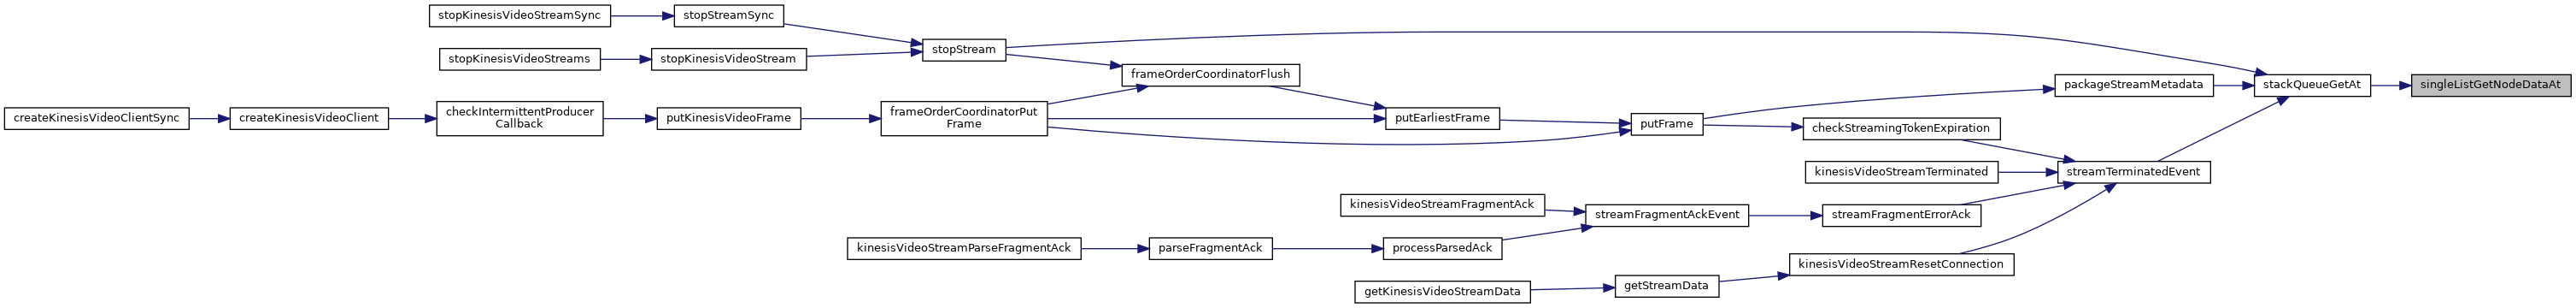 stopKinesisVideoStreamSync
stopStreamSync
stopKinesisVideoStreams
stopKinesisVideoStream
stopStream
frameOrderCoordinatorFlush
packageStreamMetadata
stackQueueGetAt
singleListGetNodeDataAt
createKinesisVideoClientSync
createKinesisVideoClient
checkIntermittentProducer
Callback
putKinesisVideoFrame
frameOrderCoordinatorPut
Frame
putEarliestFrame
putFrame
checkStreamingTokenExpiration
kinesisVideoStreamTerminated
streamTerminatedEvent
kinesisVideoStreamFragmentAck
streamFragmentAckEvent
streamFragmentErrorAck
kinesisVideoStreamParseFragmentAck
parseFragmentAck
processParsedAck
kinesisVideoStreamResetConnection
getKinesisVideoStreamData
getStreamData